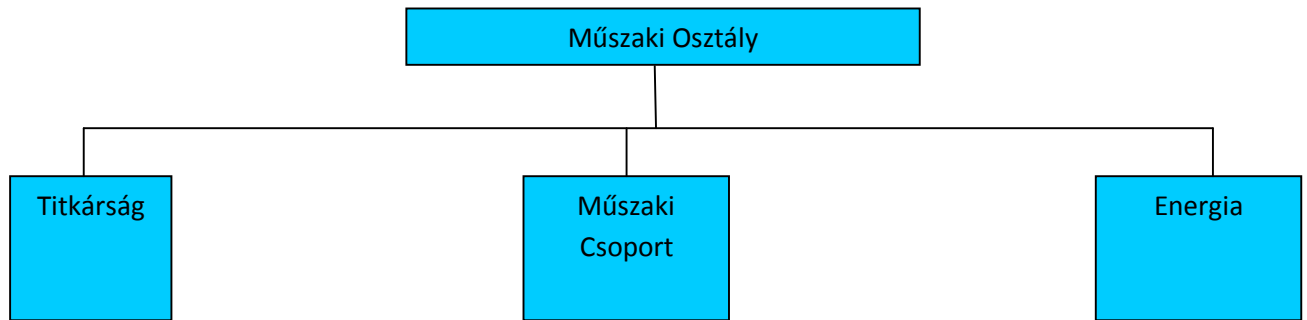 Műszaki Osztály
Titkárság
Műszaki
Csoport
Energia